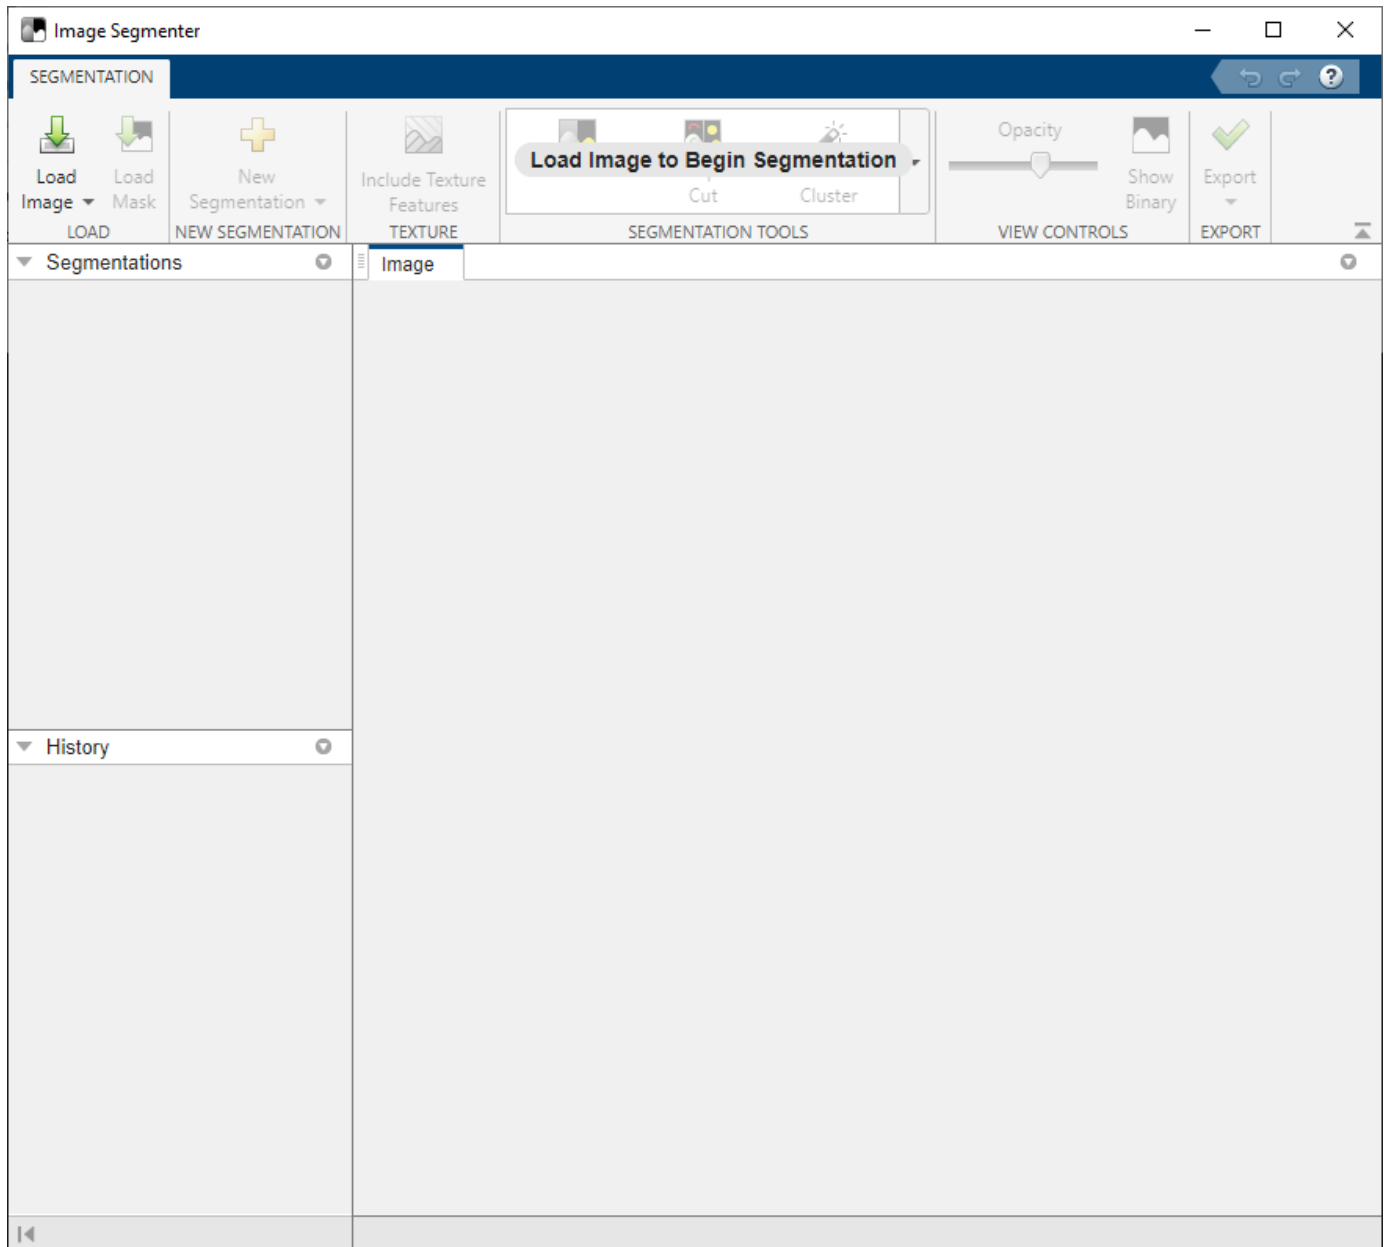 Image Segmenter
SEGMENTATION
Load
Image
Load
Mask
New
Segmentation
Include Texture
Features
Load Image to Begin Segmentation
Cut
Cluster
Opacity
Show
Binary
Export
LOAD
NEW SEGMENTATION
TEXTURE
SEGMENTATION TOOLS
VIEW CONTROLS
EXPORT
Segmentations
Image
History